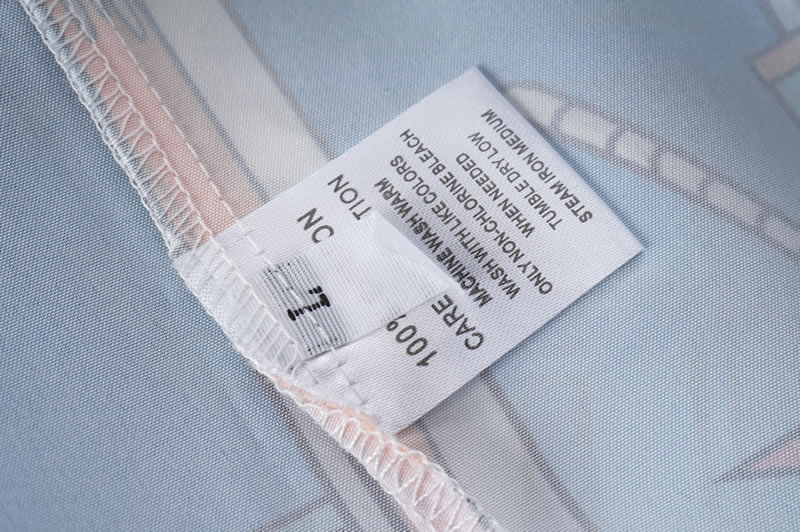 100%
ON
CARE
TION
MACHINE WASH WARM
WASH WITH LIKE COLORS
ONLY NON-CHLORINE BLEACH
WHEN NEEDED
TUMBLE DRY LOW
STEAM IRON MEDIUM